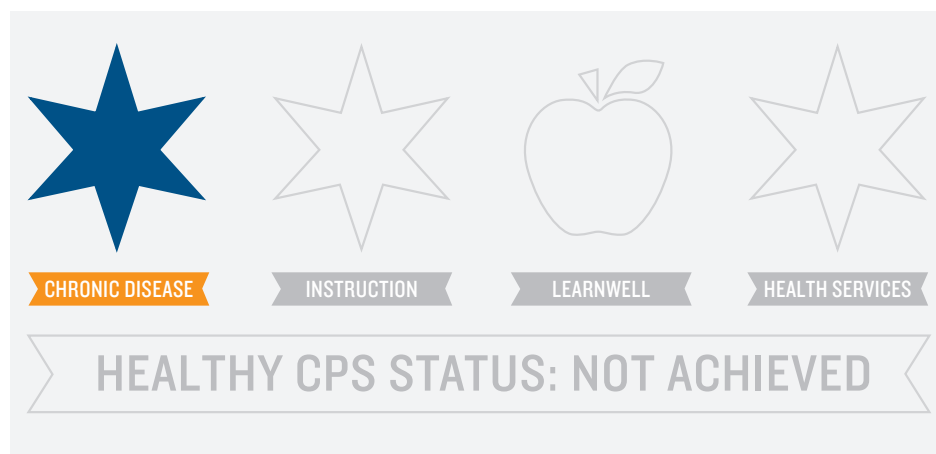 CHRONIC DISEASE
INSTRUCTION
LEARNWELL
HEALTH SERVICES
HEALTHY CPS STATUS: NOT ACHIEVED